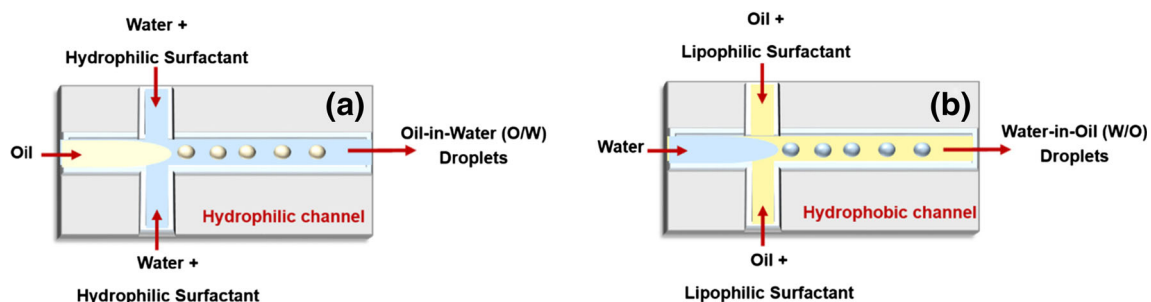 Water +
Hydrophilic Surfactant
(a)
Oil
Oil-in-Water (O/W)
Droplets
Hydrophilic channel
Water +
Hydrophilic Surfactant
Oil +
Lipophilic Surfactant
(b)
Water
Water-in-Oil (W/O)
Droplets
Hydrophobic channel
Oil +
Lipophilic Surfactant